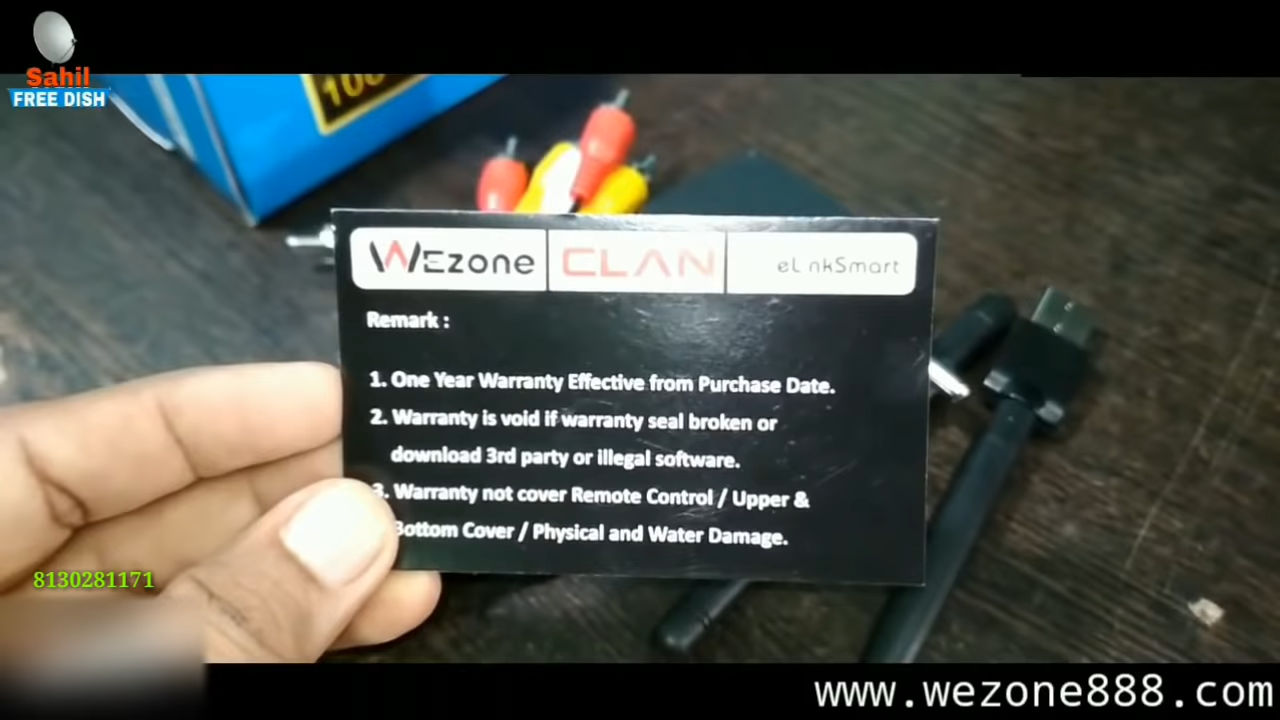 Sahil
FREE DISH
WEzone CLAN eL nkSmart
Remark :
1. One Year Warranty Effective from Purchase Date.
2. Warranty is void if warranty seal broken or
download 3rd party or illegal software.
3. Warranty not cover Remote Control / Upper &
Bottom Cover / Physical and Water Damage.
8130281171
www.wezone888.com